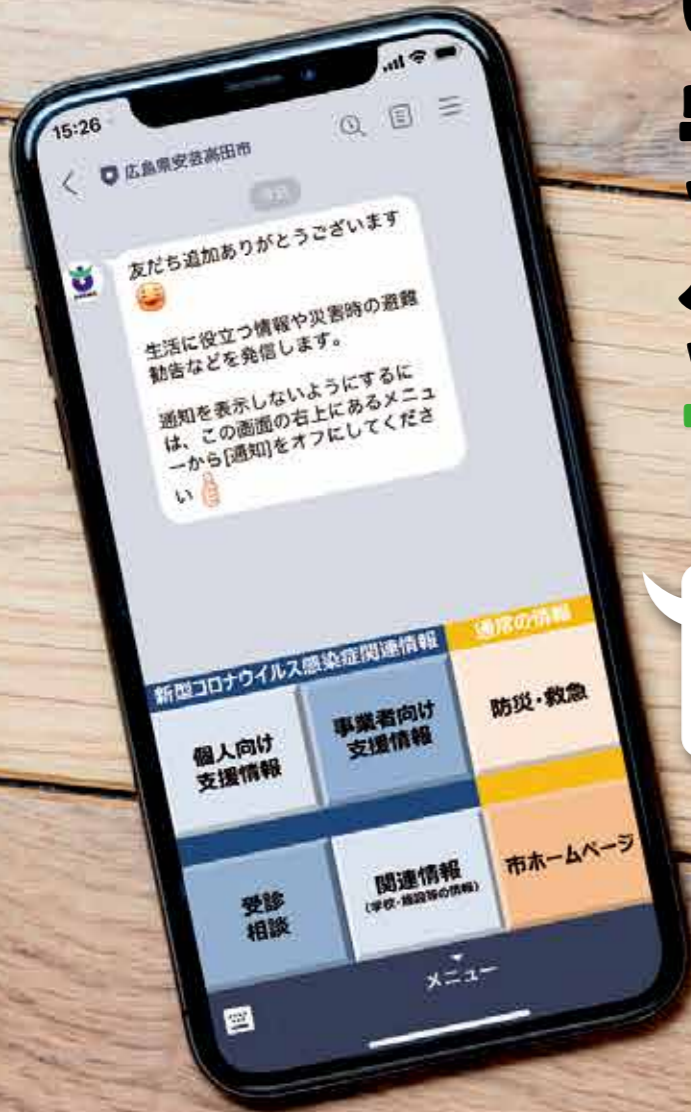 15:26
広島県安芸高田市
今日
友だち追加ありがとうございます
生活に役立つ情報や災害時の避難
勧告などを発信します。
通知を表示しないようにするに
は、この画面の右上にあるメニュ
ーから[通知]をオフにしてくださ
い
新型コロナウイルス感染症関連情報
通常の情報
個人向け
支援情報
事業者向け
支援情報
防災・救急
受診
相談
関連情報
(学校・施設等の情報)
市ホームページ
メニュー